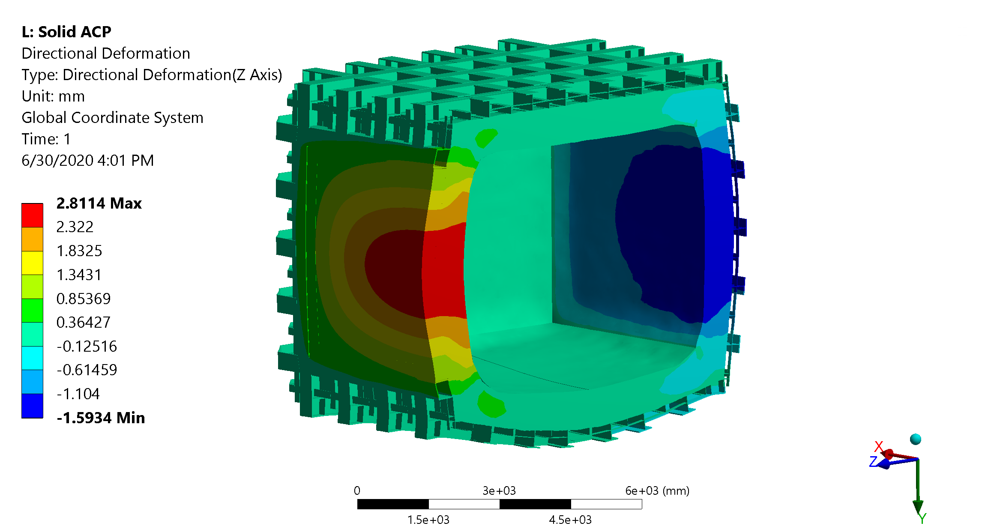 L: Solid ACP
Directional Deformation
Type: Directional Deformation(Z Axis)
Unit: mm
Global Coordinate System
Time: 1
6/30/2020 4:01 PM
2.8114 Max
2.322
1.8325
1.3431
0.85369
0.36427
-0.12516
-0.61459
-1.104
-1.5934 Min
X
Z
Y
0 3e+03 6e+03 (mm)
1.5e+03 4.5e+03